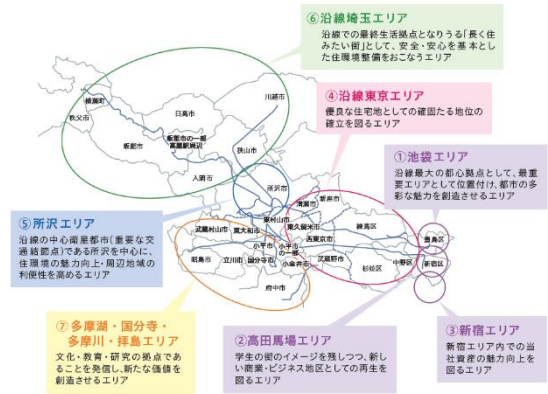 ⑥沿線埼玉エリア
沿線での最終生活拠点となりうる「長く住
みたい街」として、安全・安心を基本とし
た住環境整備をおこなうエリア
④沿線東京エリア
優良な住宅地としての確固たる地位の
確立を図るエリア
①池袋エリア
沿線最大の都心拠点として、最重
要エリアとして位置付け、都市の多
彩な魅力を創造させるエリア
横瀬町
秩父市
飯能市
日高市
飯能市の一部
高麗駅周辺
川越市
狭山市
入間市
所沢市
清瀬市
新座市
東村山市
東久留米市
武蔵村山市
東大和市
西東京市
練馬区
豊島区
昭島市
立川市
小平市
国分寺市
小平市
の一部
小金井市
武蔵野市
杉並区
中野区
新宿区
府中市
⑤所沢エリア
沿線の中心衛星都市(重要な交
通結節点)である所沢を中心に、
住環境の魅力向上・周辺地域の
利便性を高めるエリア
⑦多摩湖・国分寺・
多摩川・拝島エリア
文化・教育・研究の拠点であ
ることを発信し、新たな価値を
創造させるエリア
②高田馬場エリア
学生の街のイメージを残しつつ、新し
い商業・ビジネス地区としての再生を
図るエリア
③新宿エリア
新宿エリア内での当
社資産の魅力向上を
図るエリア